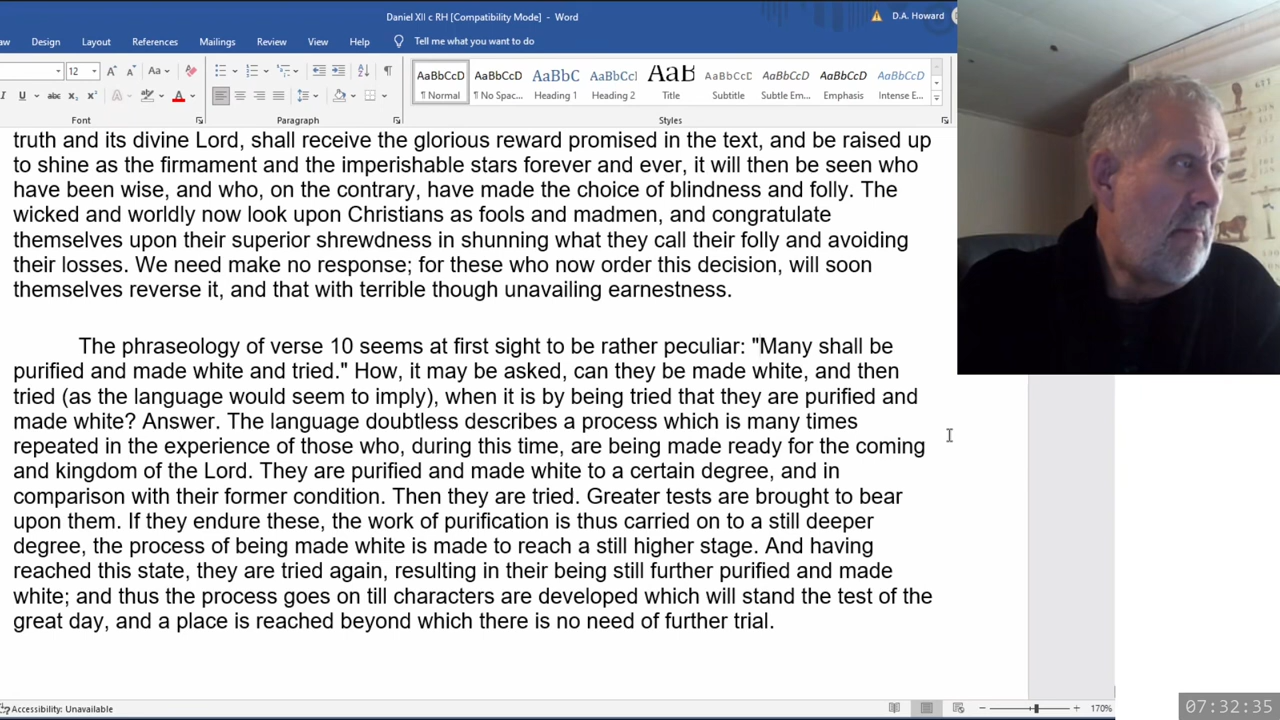 Daniel XII c RH [Compatibility Mode] - Word
D.A. Howard
Design Layout References Mailings Review View Help Tell me what you want to do
12 Aa
U abc x₂ x² A
AaBbCcD AaBbCcD AaBbC AaBbCcI AaB AaBbCcD AaBbCcD AaBbCcD AaBbCcD
¶ Normal ¶ No Spac... Heading 1 Heading 2 Title Subtitle Subtle Em... Emphasis Intense E...
Font Paragraph Styles
truth and its divine Lord, shall receive the glorious reward promised in the text, and be raised up
to shine as the firmament and the imperishable stars forever and ever, it will then be seen who
have been wise, and who, on the contrary, have made the choice of blindness and folly. The
wicked and worldly now look upon Christians as fools and madmen, and congratulate
themselves upon their superior shrewdness in shunning what they call their folly and avoiding
their losses. We need make no response; for these who now order this decision, will soon
themselves reverse it, and that with terrible though unavailing earnestness.
The phraseology of verse 10 seems at first sight to be rather peculiar: "Many shall be
purified and made white and tried." How, it may be asked, can they be made white, and then
tried (as the language would seem to imply), when it is by being tried that they are purified and
made white? Answer. The language doubtless describes a process which is many times
repeated in the experience of those who, during this time, are being made ready for the coming
and kingdom of the Lord. They are purified and made white to a certain degree, and in
comparison with their former condition. Then they are tried. Greater tests are brought to bear
upon them. If they endure these, the work of purification is thus carried on to a still deeper
degree, the process of being made white is made to reach a still higher stage. And having
reached this state, they are tried again, resulting in their being still further purified and made
white; and thus the process goes on till characters are developed which will stand the test of the
great day, and a place is reached beyond which there is no need of further trial.
Accessibility: Unavailable
170%
07:32:35